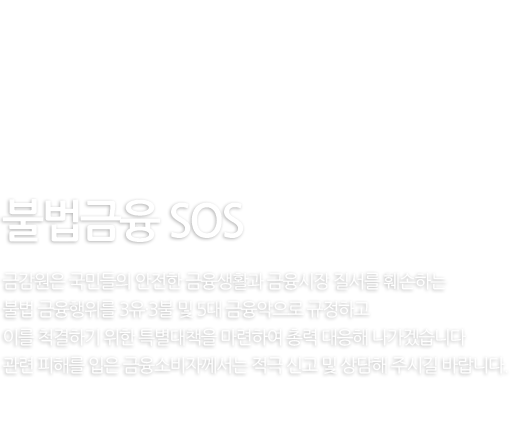 불법금융 SOS
금감원은 국민들의 안전한 금융생활과 금융시장 질서를 훼손하는
불법 금융행위를 3유·3불 및 5대 금융악으로 규정하고
이를 척결하기 위한 특별대책을 마련하여 총력 대응해 나가겠습니다.
관련 피해를 입은 금융소비자께서는 적극 신고 및 상담해 주시길 바랍니다.